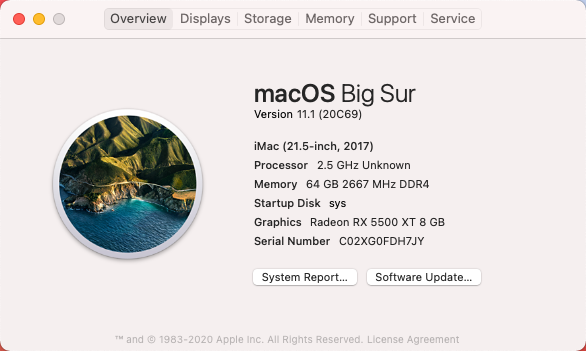 Overview Displays Storage Memory Support Service
macOS Big Sur
Version 11.1 (20C69)
iMac (21.5-inch, 2017)
Processor 2.5 GHz Unknown
Memory 64 GB 2667 MHz DDR4
Startup Disk sys
Graphics Radeon RX 5500 XT 8 GB
Serial Number C02XG0FDH7JY
System Report... Software Update...
™ and © 1983-2020 Apple Inc. All Rights Reserved. License Agreement